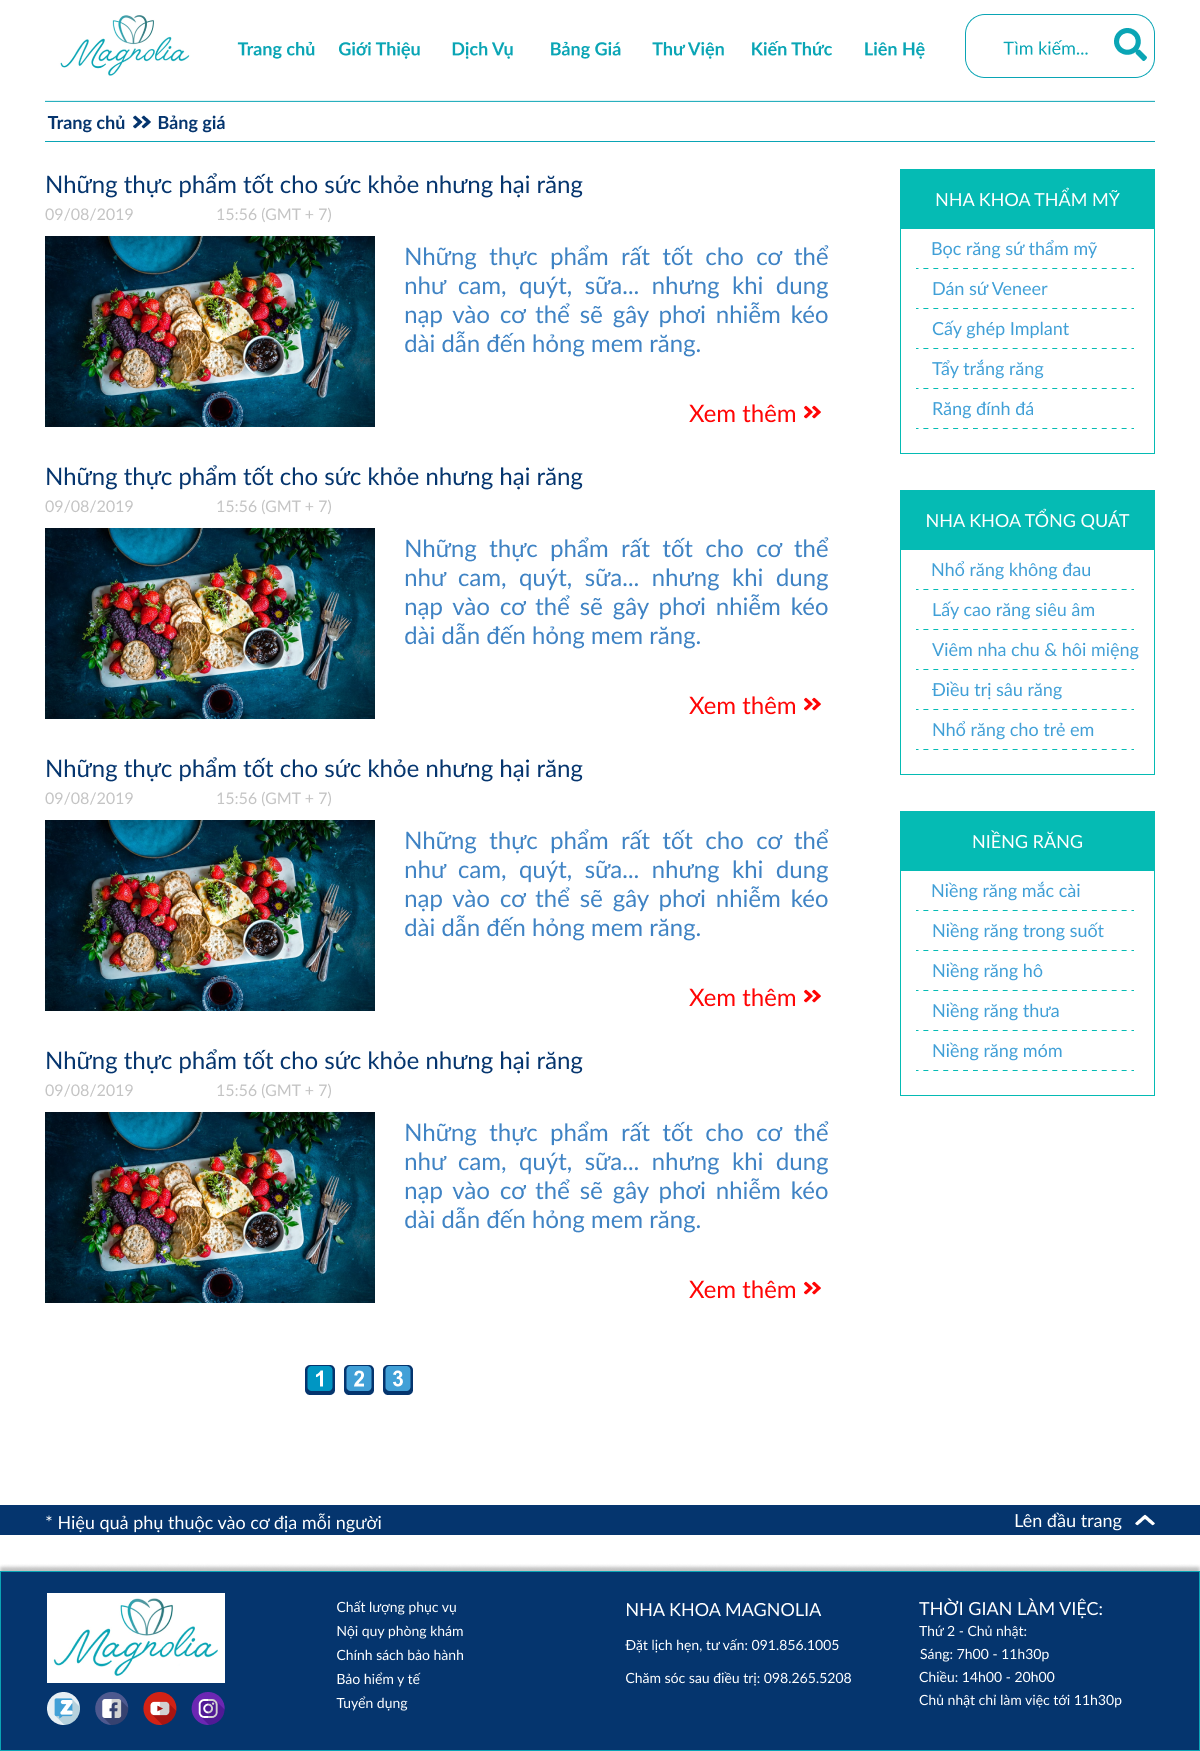 Magnolia
Trang chủ Giới Thiệu Dịch Vụ Bảng Giá Thư Viện Kiến Thức Liên Hệ Tìm kiếm...
Trang chủ Bảng giá
Những thực phẩm tốt cho sức khỏe nhưng hại răng
09/08/2019 15:56 (GMT + 7)
Những thực phẩm rất tốt cho cơ thể
như cam, quýt, sữa... nhưng khi dung
nạp vào cơ thể sẽ gây phơi nhiễm kéo
dài dẫn đến hỏng mem răng.
Xem thêm
Những thực phẩm tốt cho sức khỏe nhưng hại răng
09/08/2019 15:56 (GMT + 7)
Những thực phẩm rất tốt cho cơ thể
như cam, quýt, sữa... nhưng khi dung
nạp vào cơ thể sẽ gây phơi nhiễm kéo
dài dẫn đến hỏng mem răng.
Xem thêm
Những thực phẩm tốt cho sức khỏe nhưng hại răng
09/08/2019 15:56 (GMT + 7)
Những thực phẩm rất tốt cho cơ thể
như cam, quýt, sữa... nhưng khi dung
nạp vào cơ thể sẽ gây phơi nhiễm kéo
dài dẫn đến hỏng mem răng.
Xem thêm
Những thực phẩm tốt cho sức khỏe nhưng hại răng
09/08/2019 15:56 (GMT + 7)
Những thực phẩm rất tốt cho cơ thể
như cam, quýt, sữa... nhưng khi dung
nạp vào cơ thể sẽ gây phơi nhiễm kéo
dài dẫn đến hỏng mem răng.
Xem thêm
1 2 3
NHA KHOA THẨM MỸ
Bọc răng sứ thẩm mỹ
Dán sứ Veneer
Cấy ghép Implant
Tẩy trắng răng
Răng đính đá
NHA KHOA TỔNG QUÁT
Nhổ răng không đau
Lấy cao răng siêu âm
Viêm nha chu & hôi miệng
Điều trị sâu răng
Nhổ răng cho trẻ em
NIỀNG RĂNG
Niềng răng mắc cài
Niềng răng trong suốt
Niềng răng hô
Niềng răng thưa
Niềng răng móm
* Hiệu quả phụ thuộc vào cơ địa mỗi người
Lên đầu trang
Magnolia
Z
Chất lượng phục vụ
Nội quy phòng khám
Chính sách bảo hành
Bảo hiểm y tế
Tuyển dụng
NHA KHOA MAGNOLIA
Đặt lịch hẹn, tư vấn: 091.856.1005
Chăm sóc sau điều trị: 098.265.5208
THỜI GIAN LÀM VIỆC:
Thứ 2 - Chủ nhật:
Sáng: 7h00 - 11h30p
Chiều: 14h00 - 20h00
Chủ nhật chỉ làm việc tới 11h30p